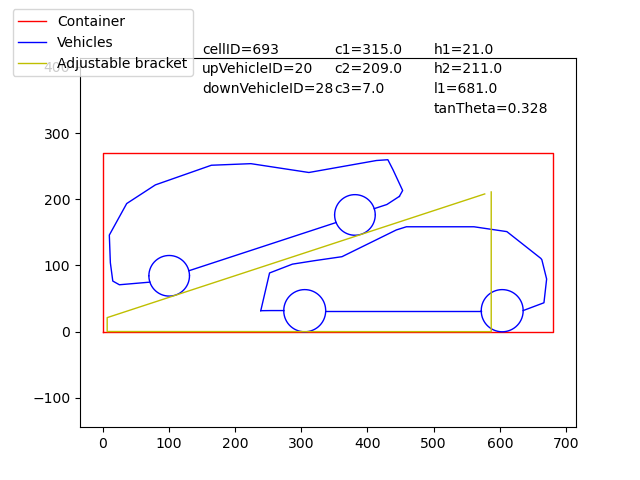 Container
Vehicles
Adjustable bracket
cellID=693 c1=315.0 h1=21.0
upVehicleID=20 c2=209.0 h2=211.0
downVehicleID=28 c3=7.0 l1=681.0
tanTheta=0.328
400
300
200
100
0
−100
0 100 200 300 400 500 600 700